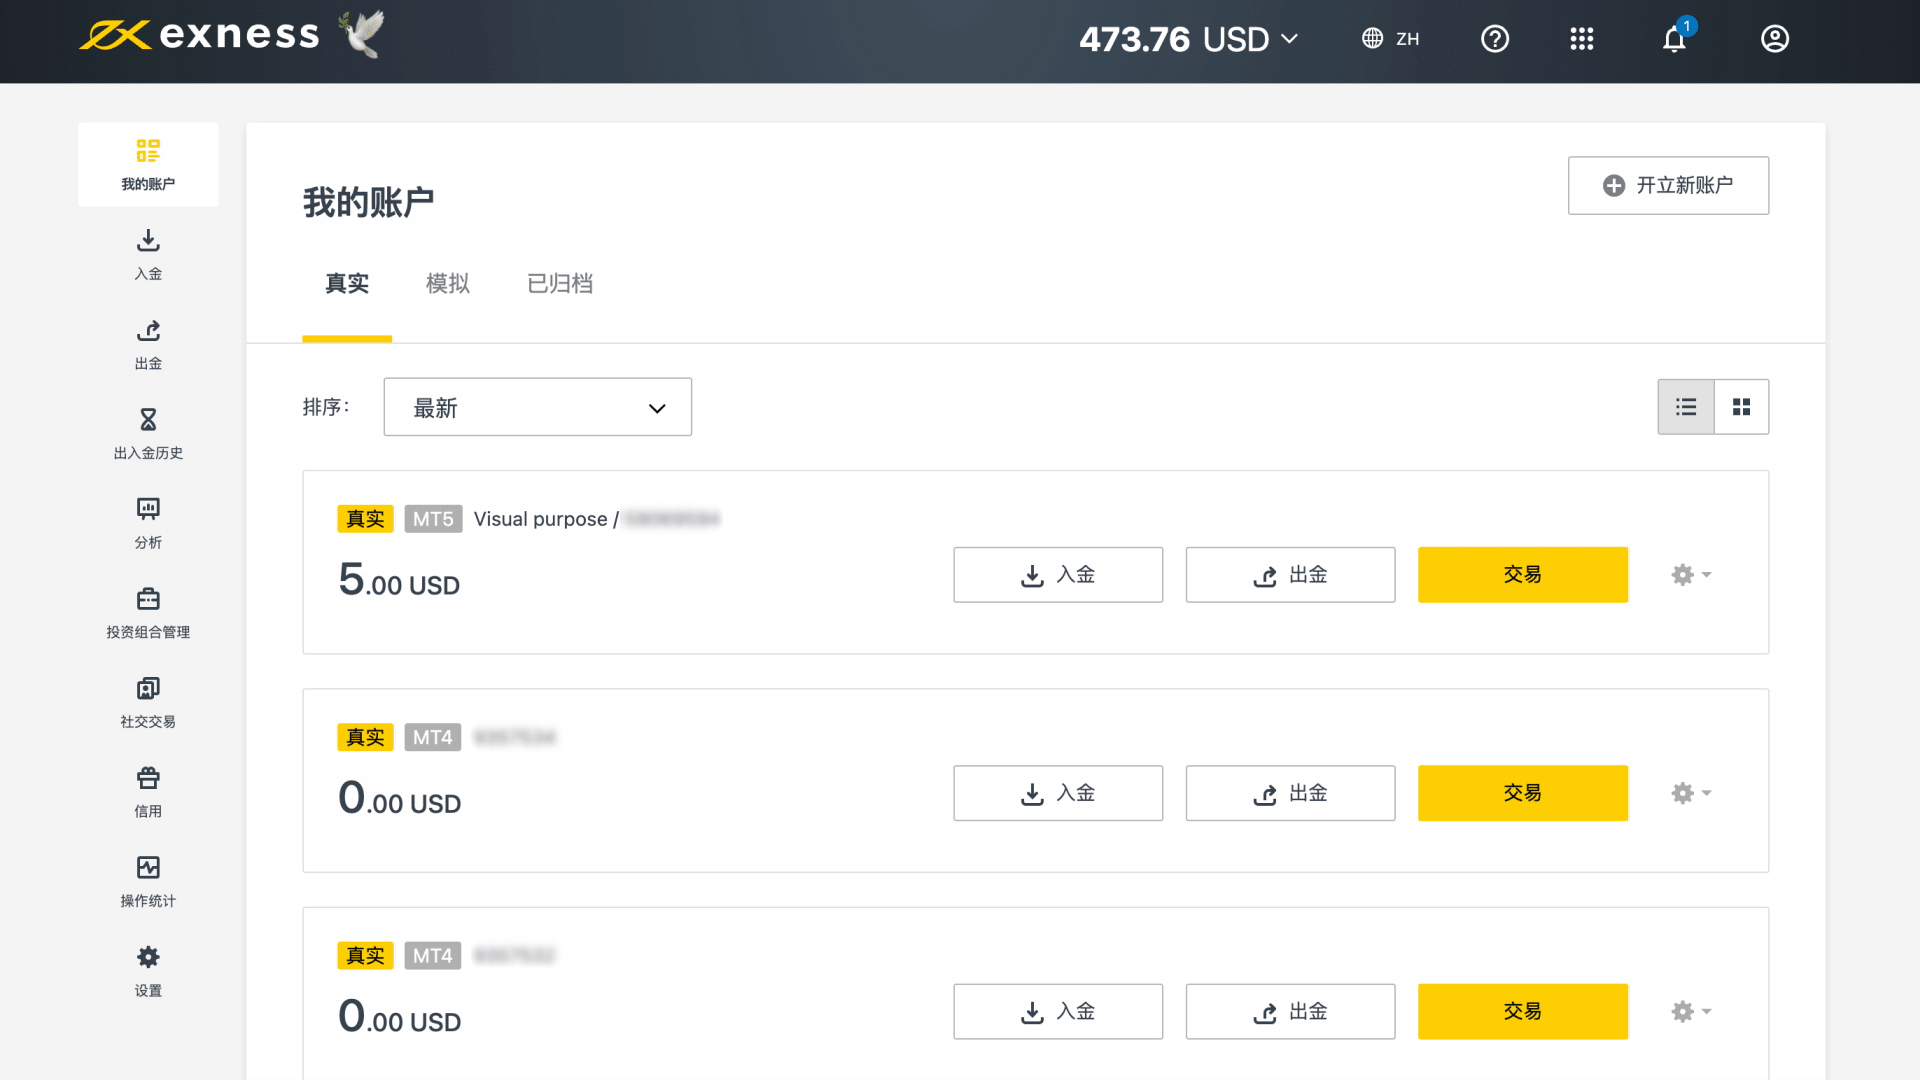 exness
473.76 USD
ZH
1
我的账户
入金
出金
出入金历史
分析
投资组合管理
社交交易
信用
操作统计
设置
我的账户
开立新账户
真实 模拟 已归档
排序： 最新
真实 MT5 Visual purpose /
5.00 USD
入金 出金 交易
真实 MT4
0.00 USD
入金 出金 交易
真实 MT4
0.00 USD
入金 出金 交易